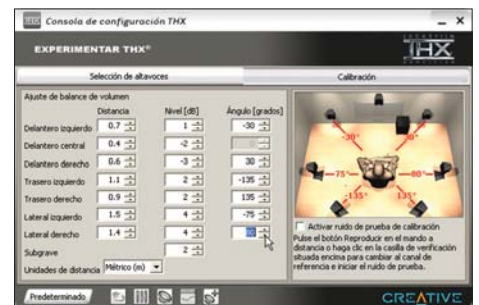 THX Consola de configuración THX
EXPERIMENTAR THX®
THX
Selección de altavoces Calibración
Ajuste de balance de volumen
Distancia Nivel [dB] Ángulo [grados]
Delantero izquierdo 0.7 1 -30
Delantero central 0.4 -2 0
Delantero derecho 0.6 -3 30
Trasero izquierdo 1.1 2 -135
Trasero derecho 0.9 2 135
Lateral izquierdo 1.5 4 -75
Lateral derecho 1.4 4 80
Subgrave 2
Unidades de distancia Métrico (m)
-30° 30°
-75° 80°
-135° 135°
Activar ruido de prueba de calibración
Pulse el botón Reproducir en el mando a
distancia o haga clic en la casilla de verificación
situada encima para cambiar al canal de
referencia e iniciar el ruido de prueba.
Predeterminado
CREATIVE